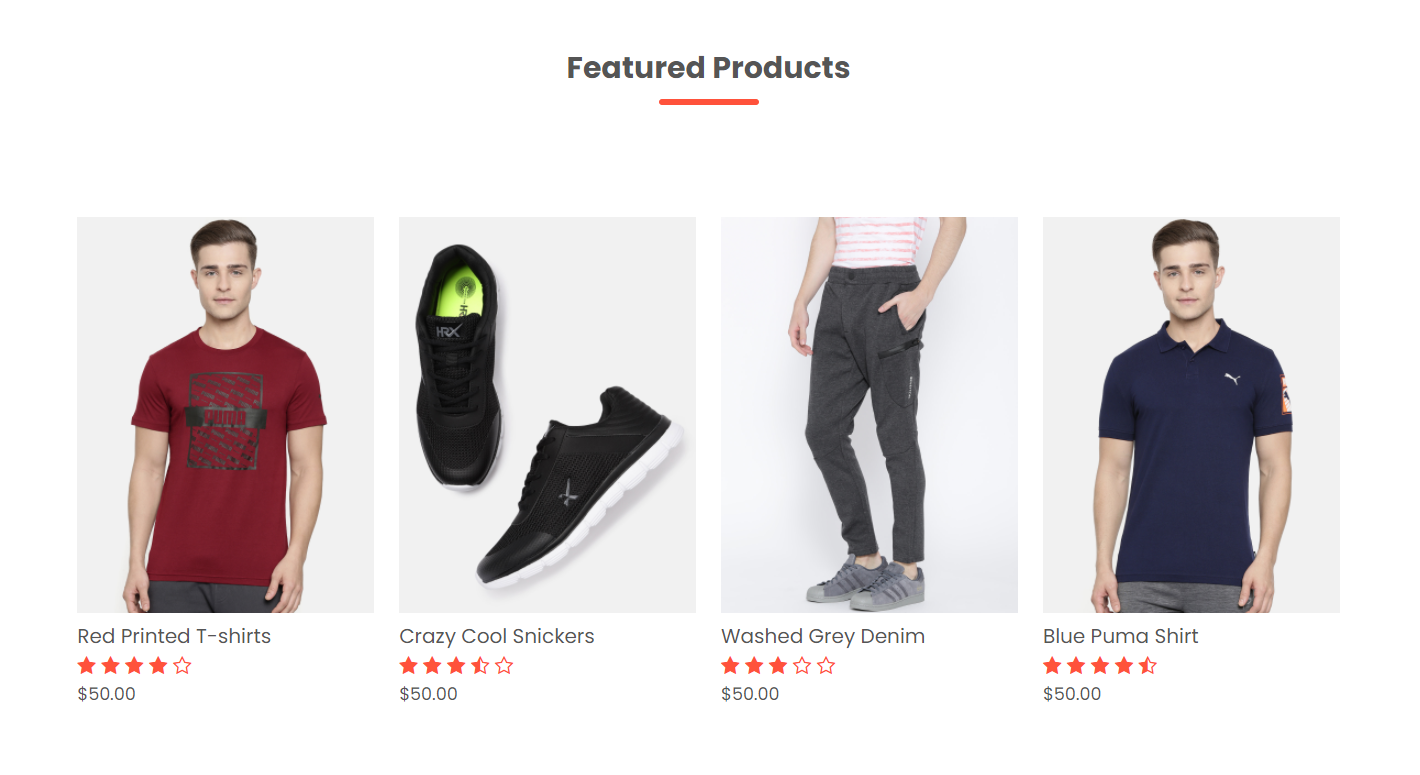 Featured Products
PUMA
HRX
Red Printed T-shirts
Crazy Cool Snickers
Washed Grey Denim
Blue Puma Shirt
$50.00
$50.00
$50.00
$50.00